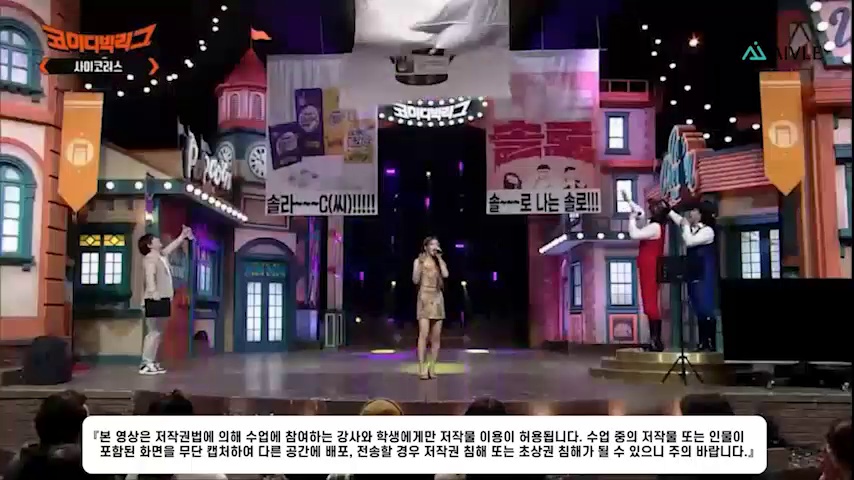 코미디빅리그
사이코러스
AIVLE
코미디빅리그
Popcorn
솔라~~~C(씨)!!!!!
솔~~로 나는 솔로!!!
『본 영상은 저작권법에 의해 수업에 참여하는 강사와 학생에게만 저작물 이용이 허용됩니다. 수업 중의 저작물 또는 인물이
포함된 화면을 무단 캡처하여 다른 공간에 배포, 전송할 경우 저작권 침해 또는 초상권 침해가 될 수 있으니 주의 바랍니다.』